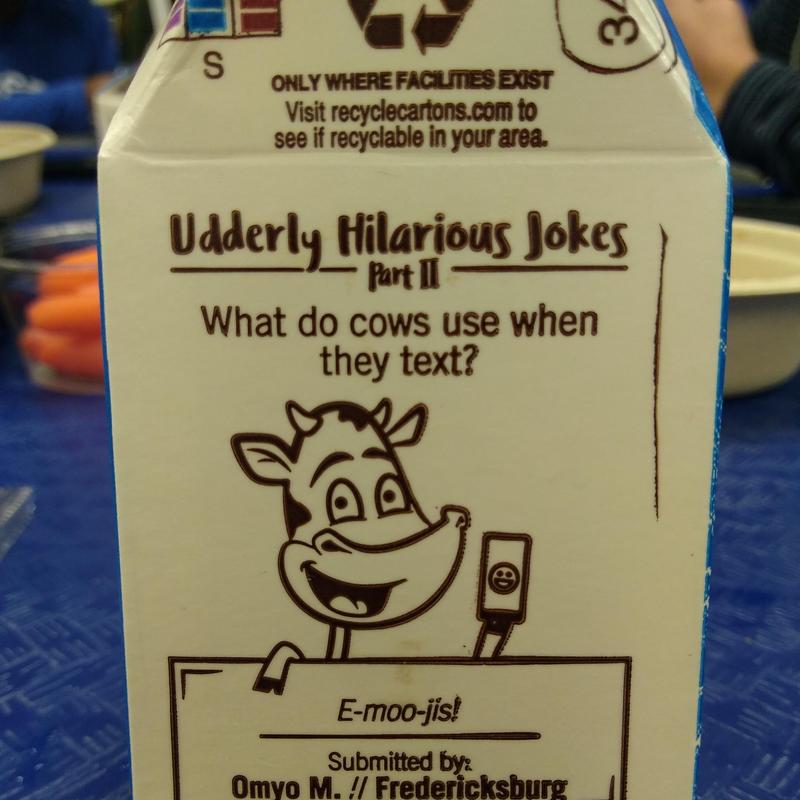 S
34
ONLY WHERE FACILITIES EXIST
Visit recyclecartons.com to
see if recyclable in your area.
Udderly Hilarious Jokes
Part II
What do cows use when
they text?
E-moo-jis!
Submitted by:
Omyo M. // Fredericksburg